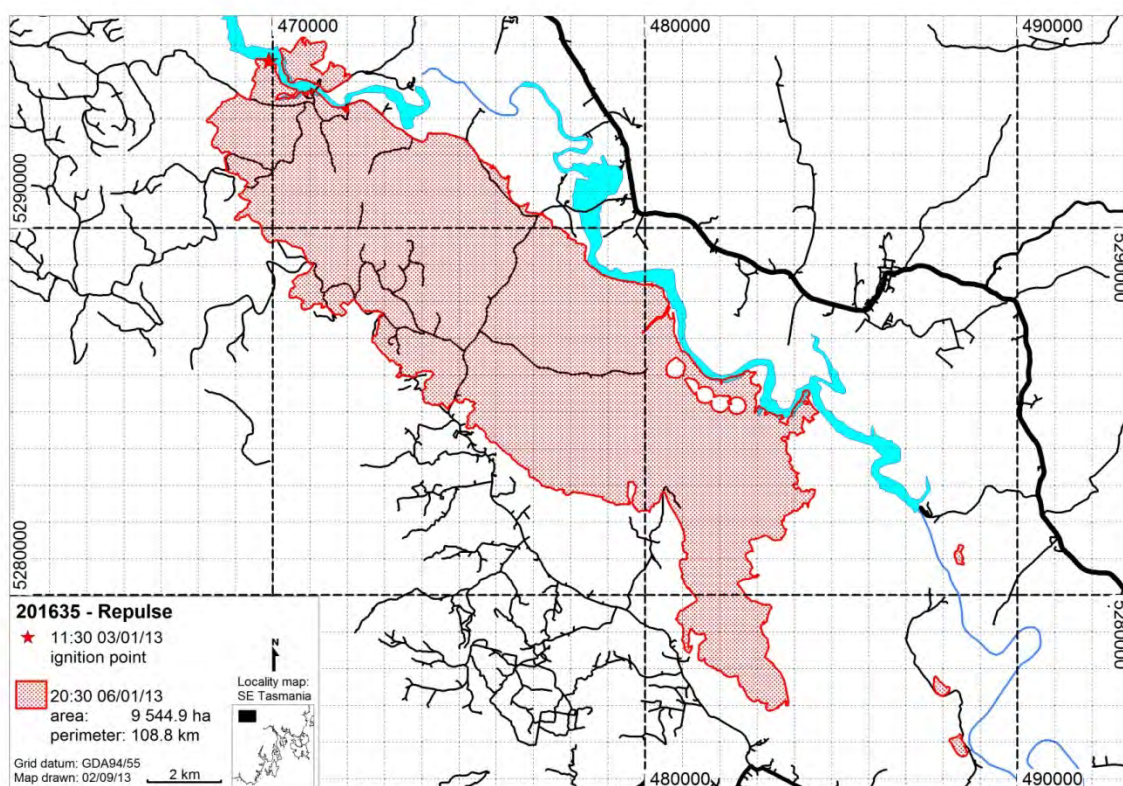 470000
480000
490000
5290000
5290000
5280000
5280000
201635 - Repulse
11:30 03/01/13
ignition point
20:30 06/01/13
area: 9 544.9 ha
perimeter: 108.8 km
Grid datum: GDA94/55
Map drawn: 02/09/13
2 km
N
Locality map:
SE Tasmania
480000
490000